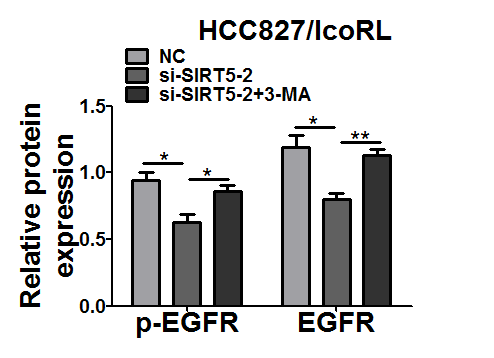 HCC827/IcoRL
NC
si-SIRT5-2
si-SIRT5-2+3-MA
Relative protein
expression
1.5
1.0
0.5
0.0
*
*
*
**
p-EGFR
EGFR